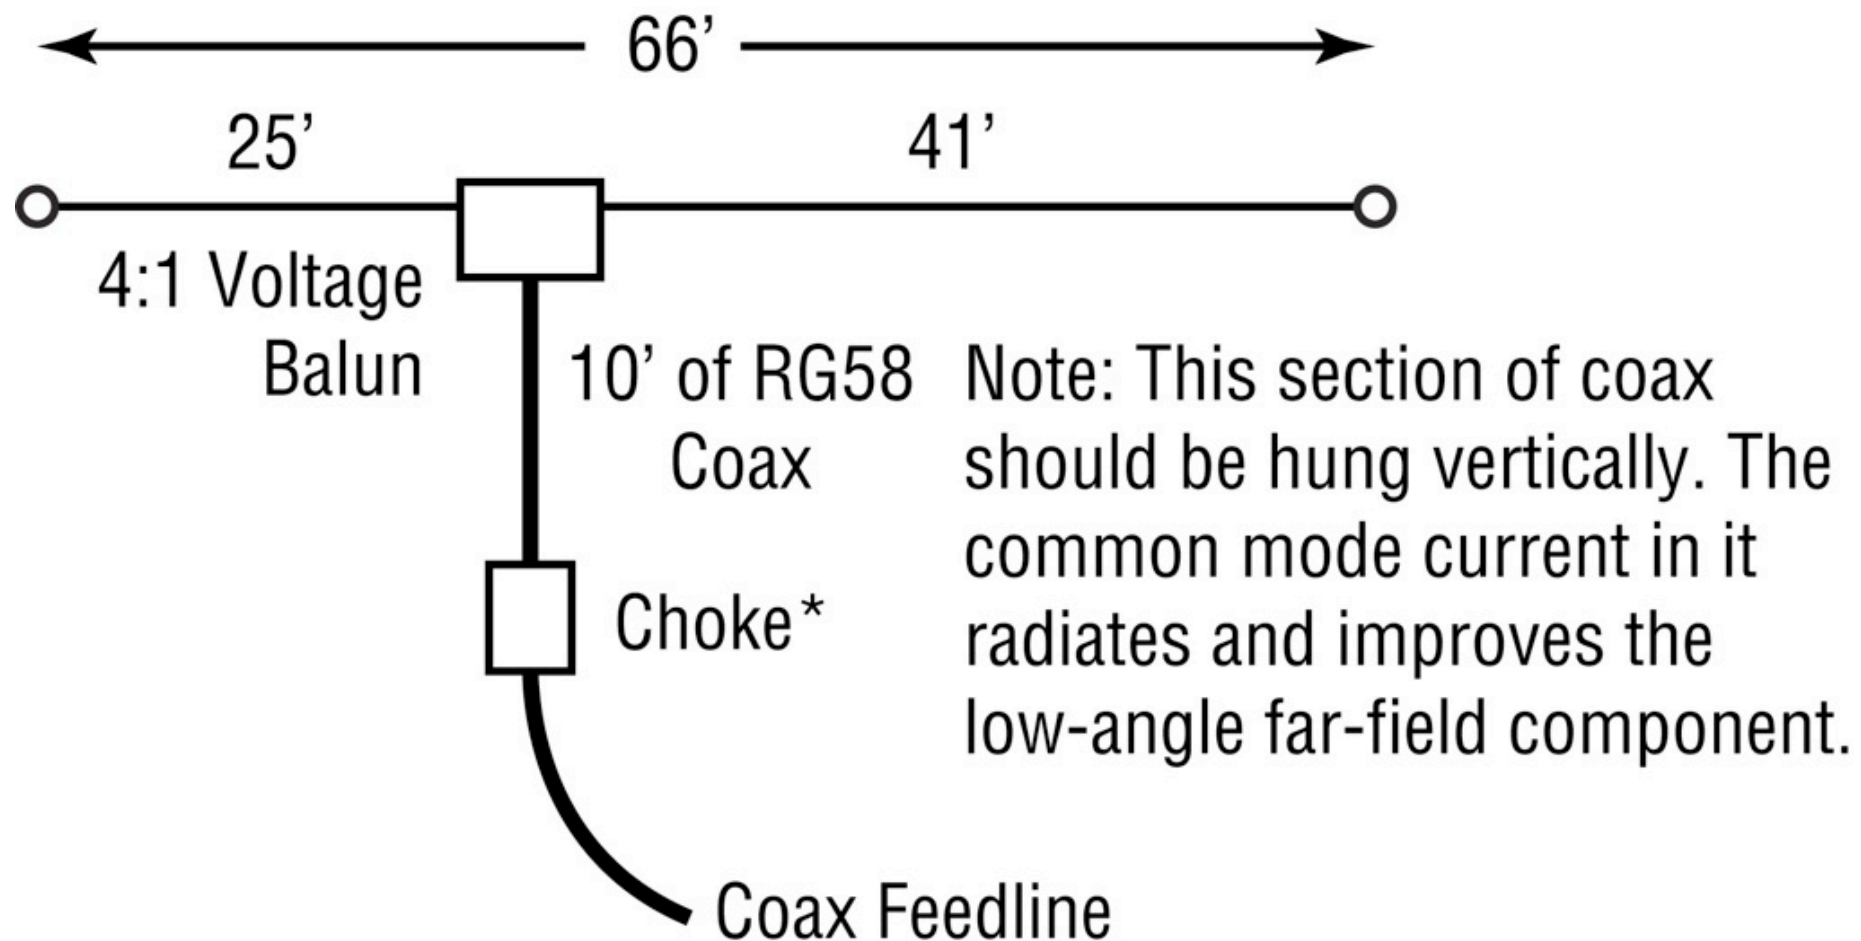 66’
25’
41’
4:1 Voltage
Balun
10’ of RG58
Coax
Note: This section of coax
should be hung vertically. The
common mode current in it
radiates and improves the
low-angle far-field component.
Choke*
Coax Feedline